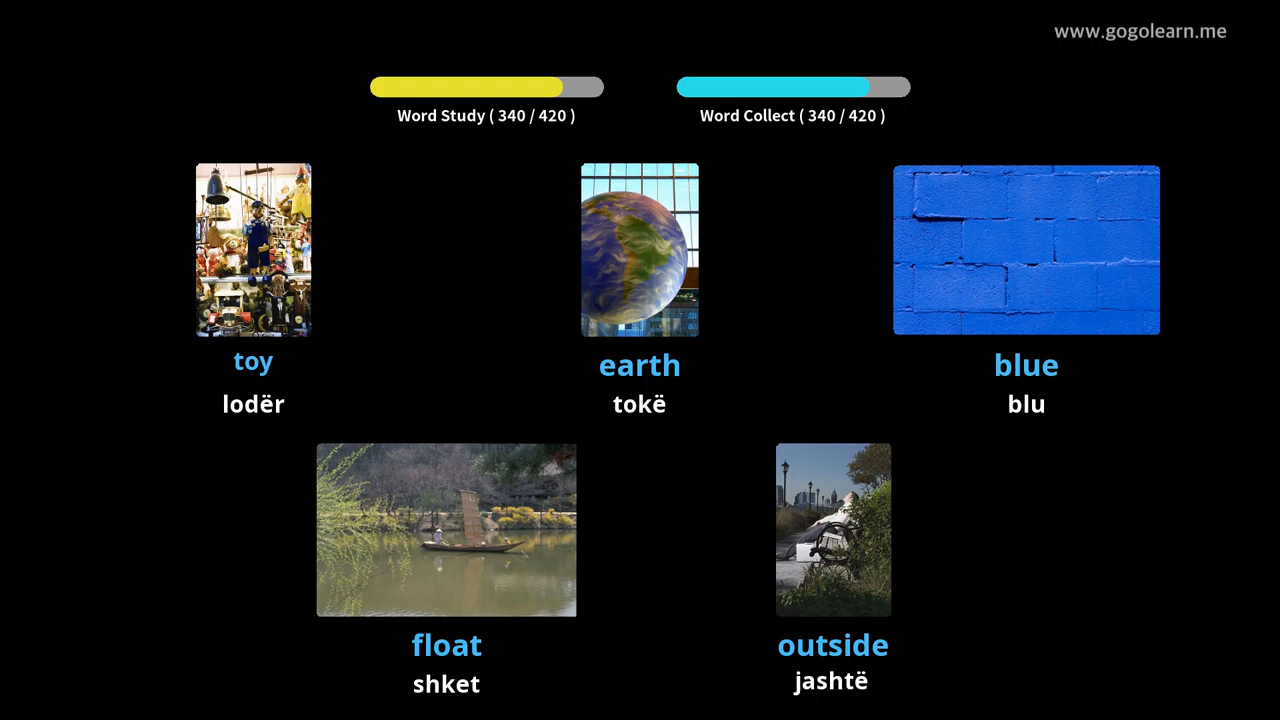 www.gogolearn.me
Word Study ( 340 / 420 )
Word Collect ( 340 / 420 )
toy
lodër
earth
tokë
blue
blu
float
shket
outside
jashtë